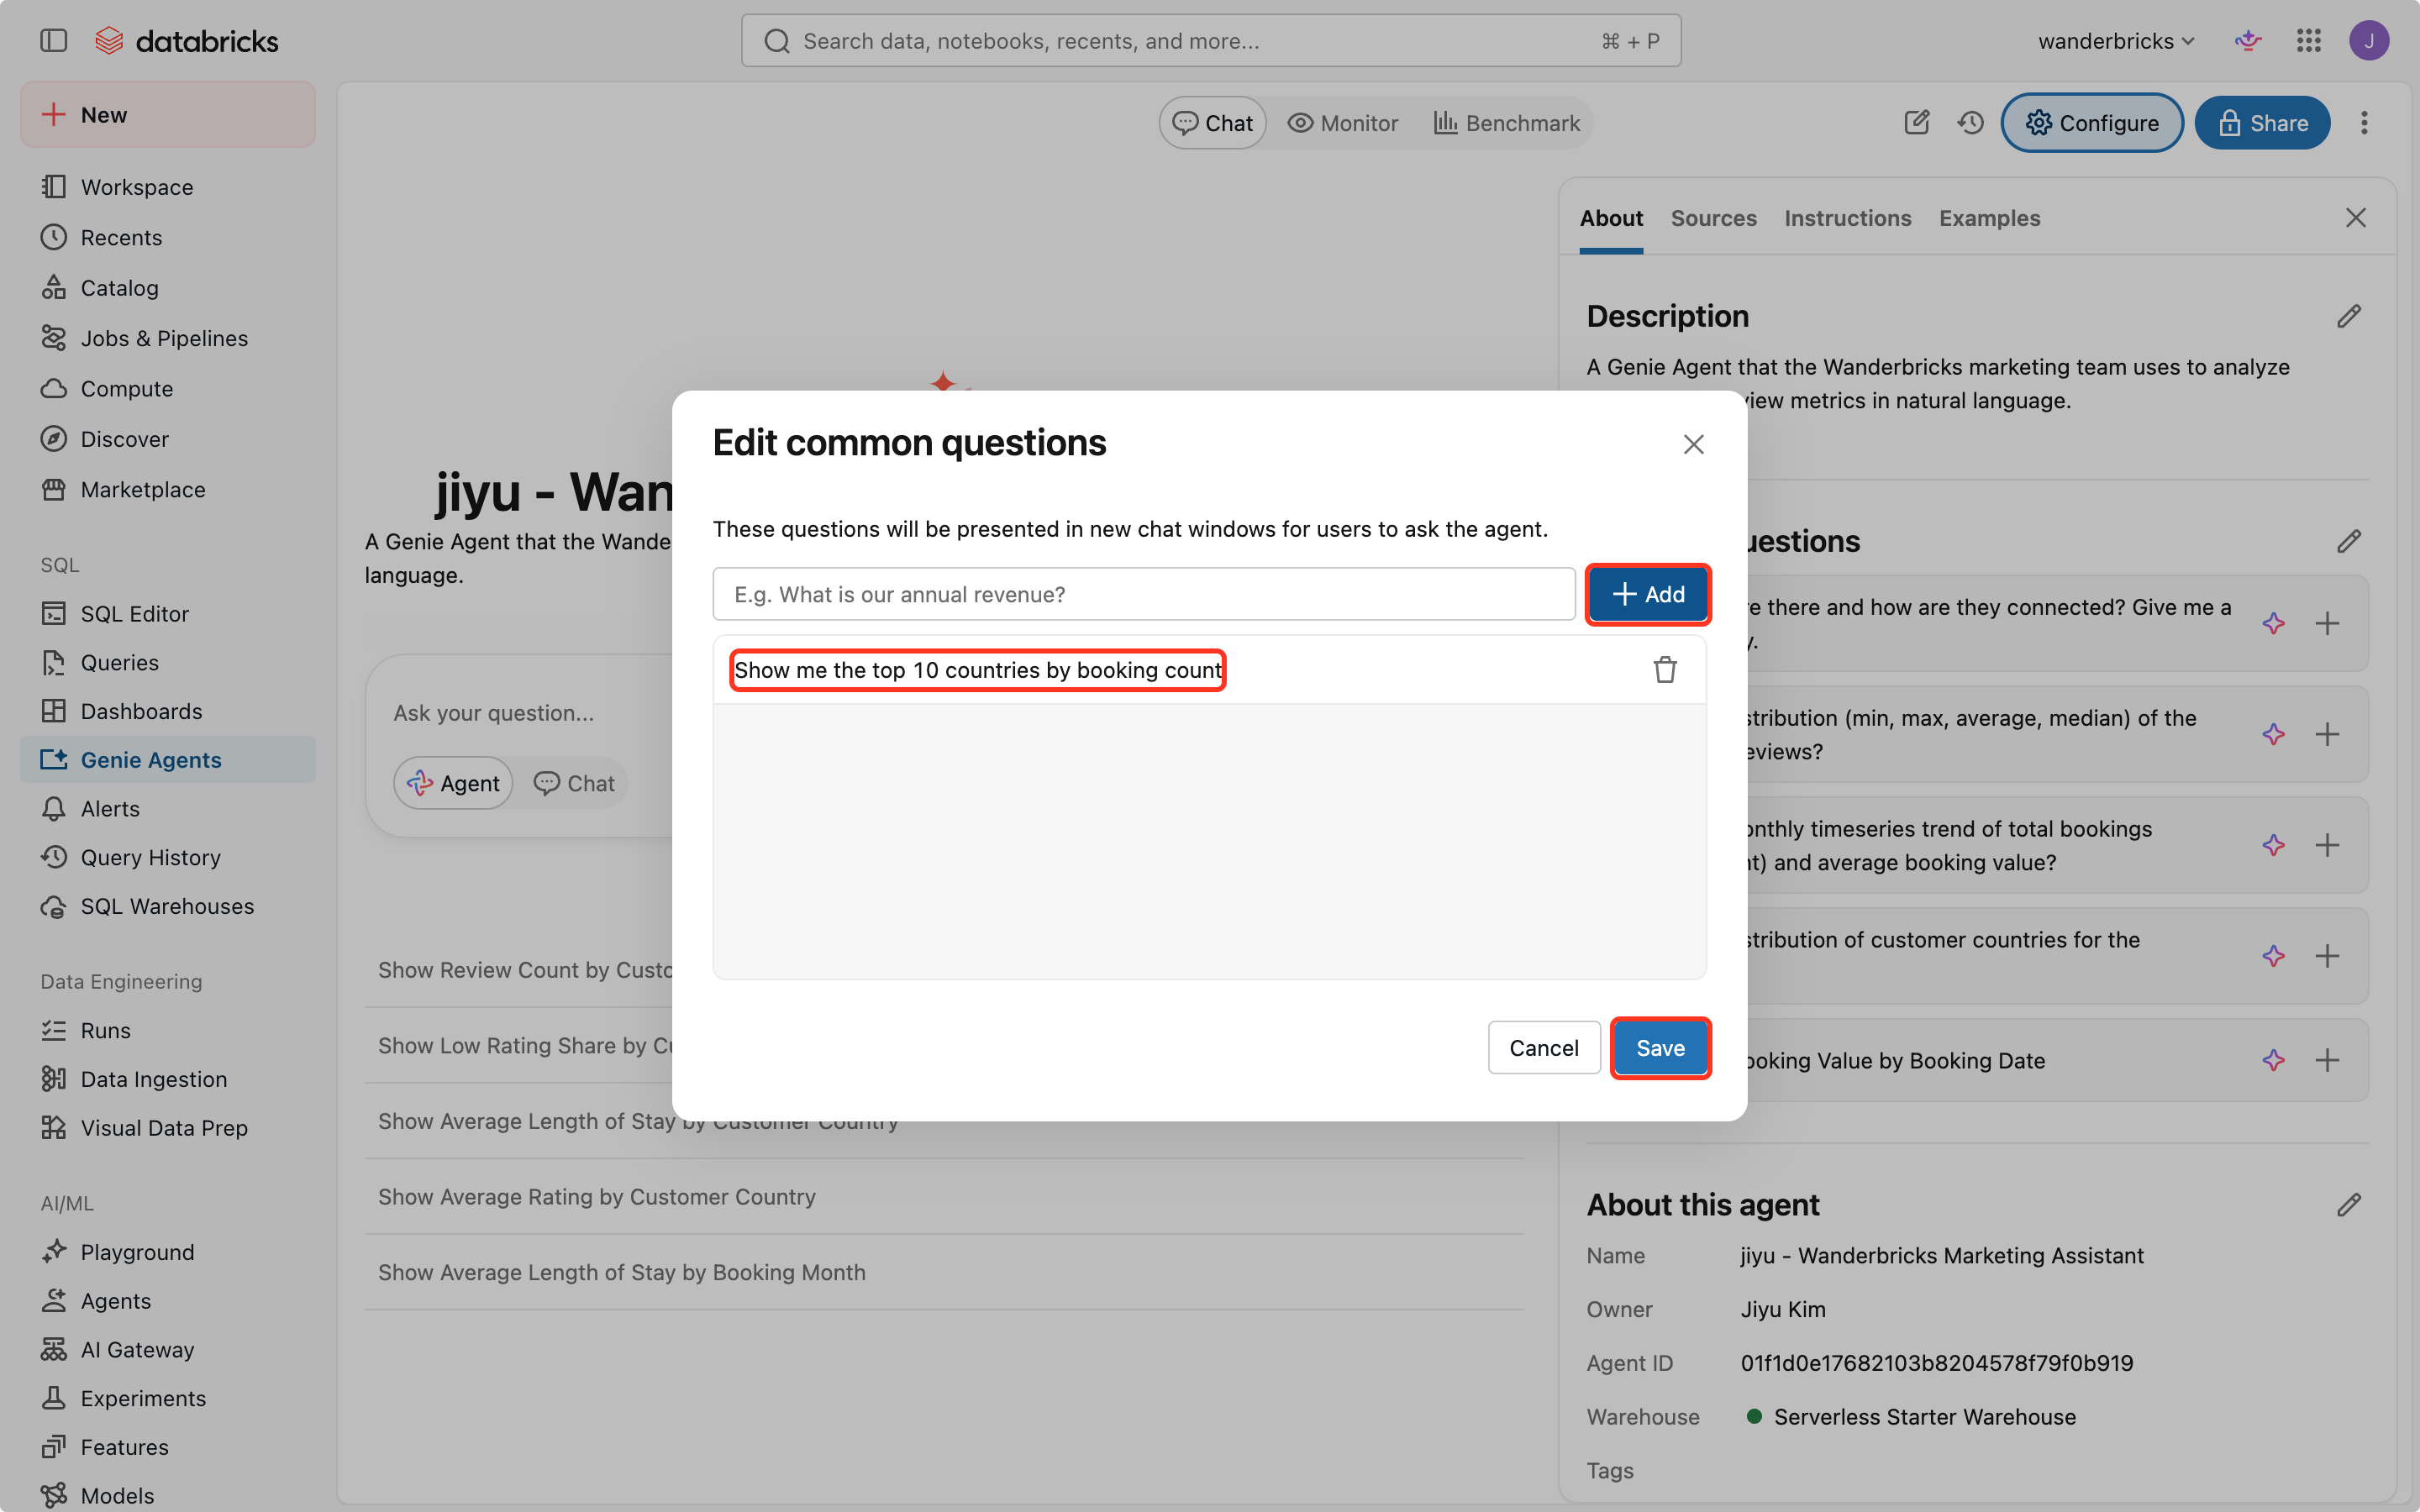 databricks
Search data, notebooks, recents, and more...
⌘ + P
wanderbricks
J
New
Workspace
Recents
Catalog
Jobs & Pipelines
Compute
Discover
Marketplace
SQL
SQL Editor
Queries
Dashboards
Genie Agents
Alerts
Query History
SQL Warehouses
Data Engineering
Runs
Data Ingestion
Visual Data Prep
AI/ML
Playground
Agents
AI Gateway
Experiments
Features
Models
Chat
Monitor
Benchmark
Configure
Share
jiyu - Wan
A Genie Agent that the Wande
language.
Ask your question...
Agent
Chat
Show Review Count by Custo
Show Low Rating Share by Cu
Show Average Length of Stay by Customer Country
Show Average Rating by Customer Country
Show Average Length of Stay by Booking Month
Edit common questions
These questions will be presented in new chat windows for users to ask the agent.
E.g. What is our annual revenue?
Add
Show me the top 10 countries by booking count
Cancel
Save
About
Sources
Instructions
Examples
Description
A Genie Agent that the Wanderbricks marketing team uses to analyze
view metrics in natural language.
uestions
re there and how are they connected? Give me a
y.
stribution (min, max, average, median) of the
eviews?
onthly timeseries trend of total bookings
nt) and average booking value?
stribution of customer countries for the
ooking Value by Booking Date
About this agent
Name
jiyu - Wanderbricks Marketing Assistant
Owner
Jiyu Kim
Agent ID
01f1d0e17682103b8204578f79f0b919
Warehouse
Serverless Starter Warehouse
Tags